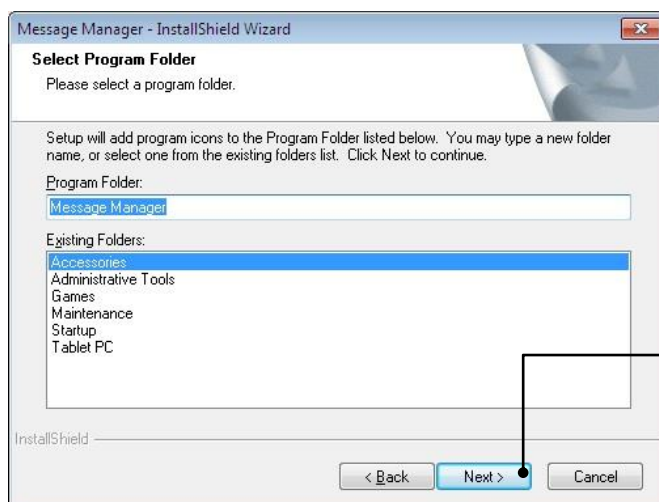 Message Manager - InstallShield Wizard
Select Program Folder
Please select a program folder.
Setup will add program icons to the Program Folder listed below. You may type a new folder
name, or select one from the existing folders list. Click Next to continue.
Program Folder:
Message Manager
Existing Folders:
Accessories
Administrative Tools
Games
Maintenance
Startup
Tablet PC
InstallShield
< Back
Next >
Cancel